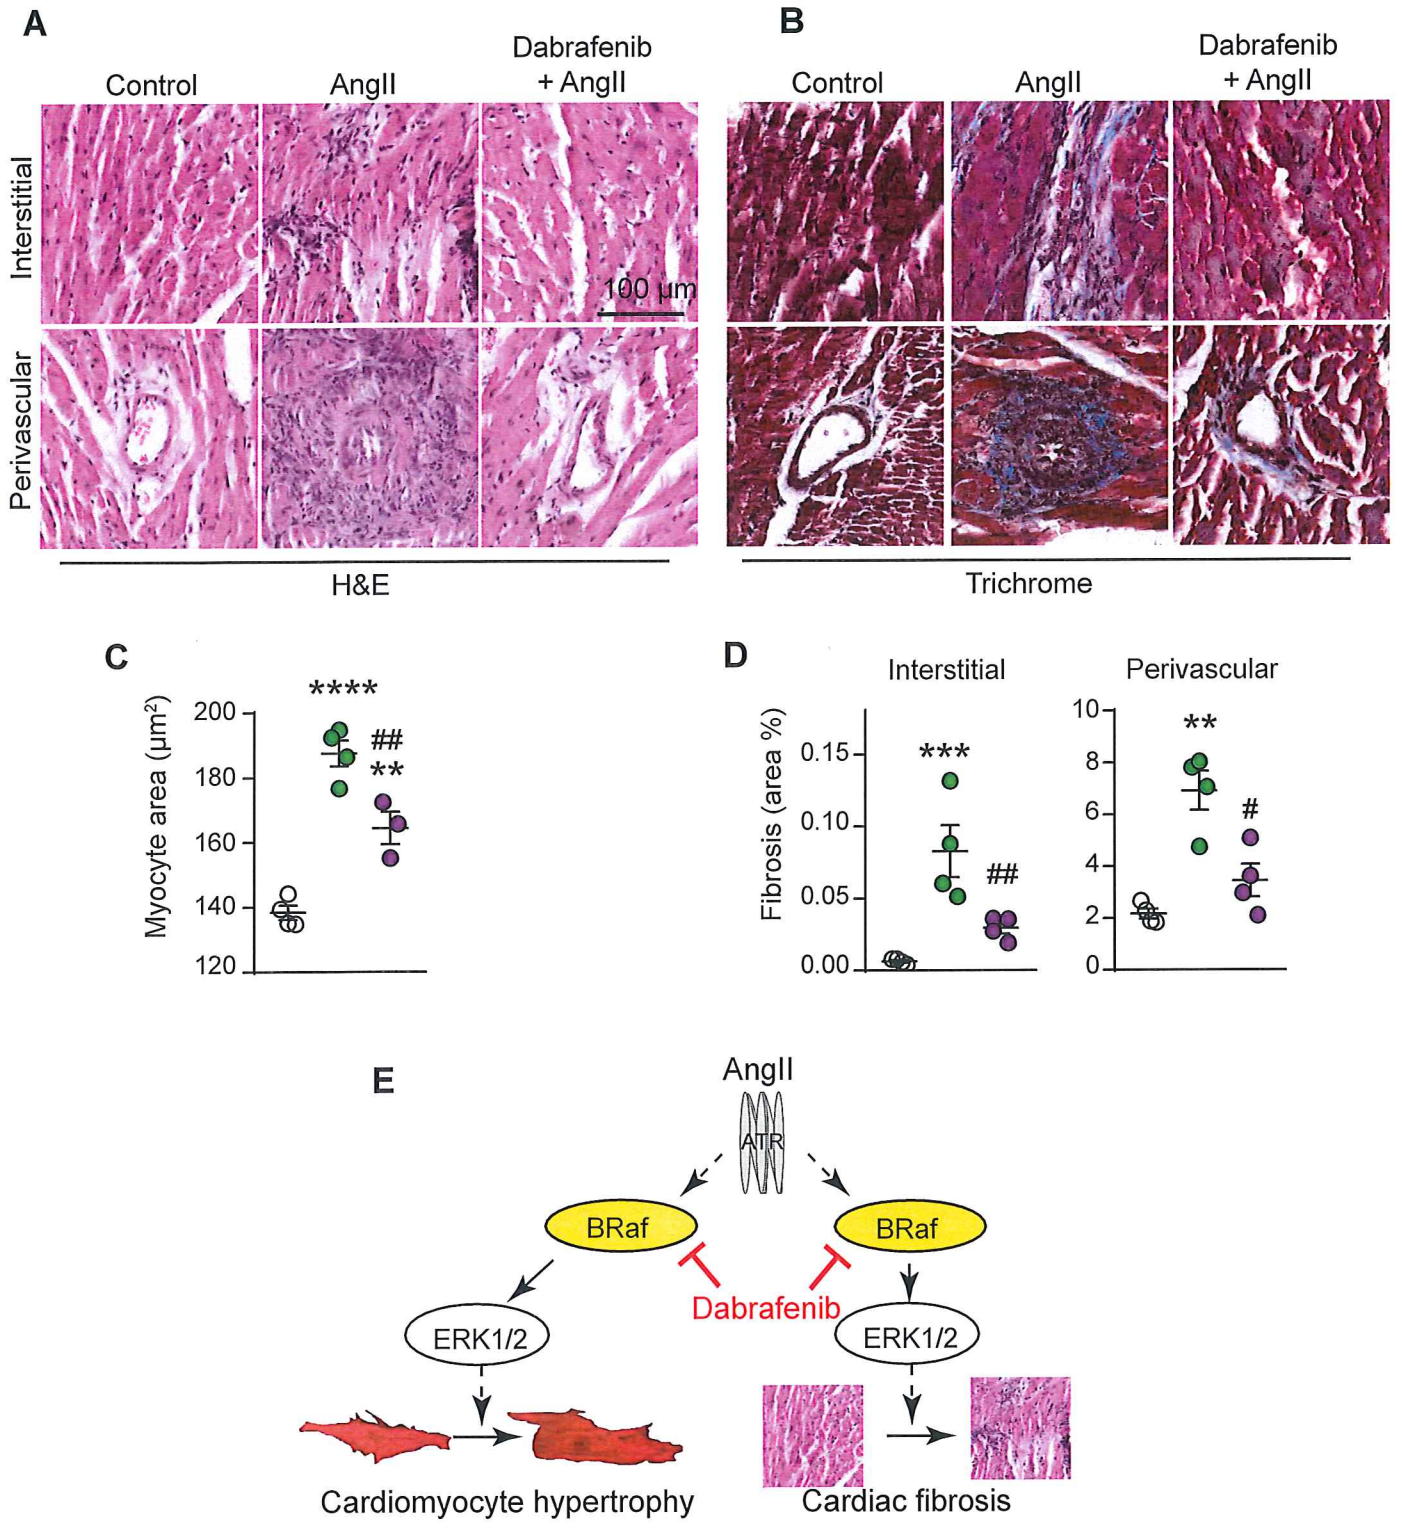 A
Control
AngII
Dabrafenib
+ AngII
Interstitial
100 µm
Perivascular
H&E
B
Control
AngII
Dabrafenib
+ AngII
Trichrome
C
Myocyte area (µm²)
200
180
160
140
120
****
##
**
D
Interstitial
Fibrosis (area %)
0.15
0.10
0.05
0.00
***
##
Perivascular
10
8
6
4
2
0
**
#
E
AngII
ATR
BRaf
BRaf
Dabrafenib
ERK1/2
ERK1/2
Cardiomyocyte hypertrophy
Cardiac fibrosis